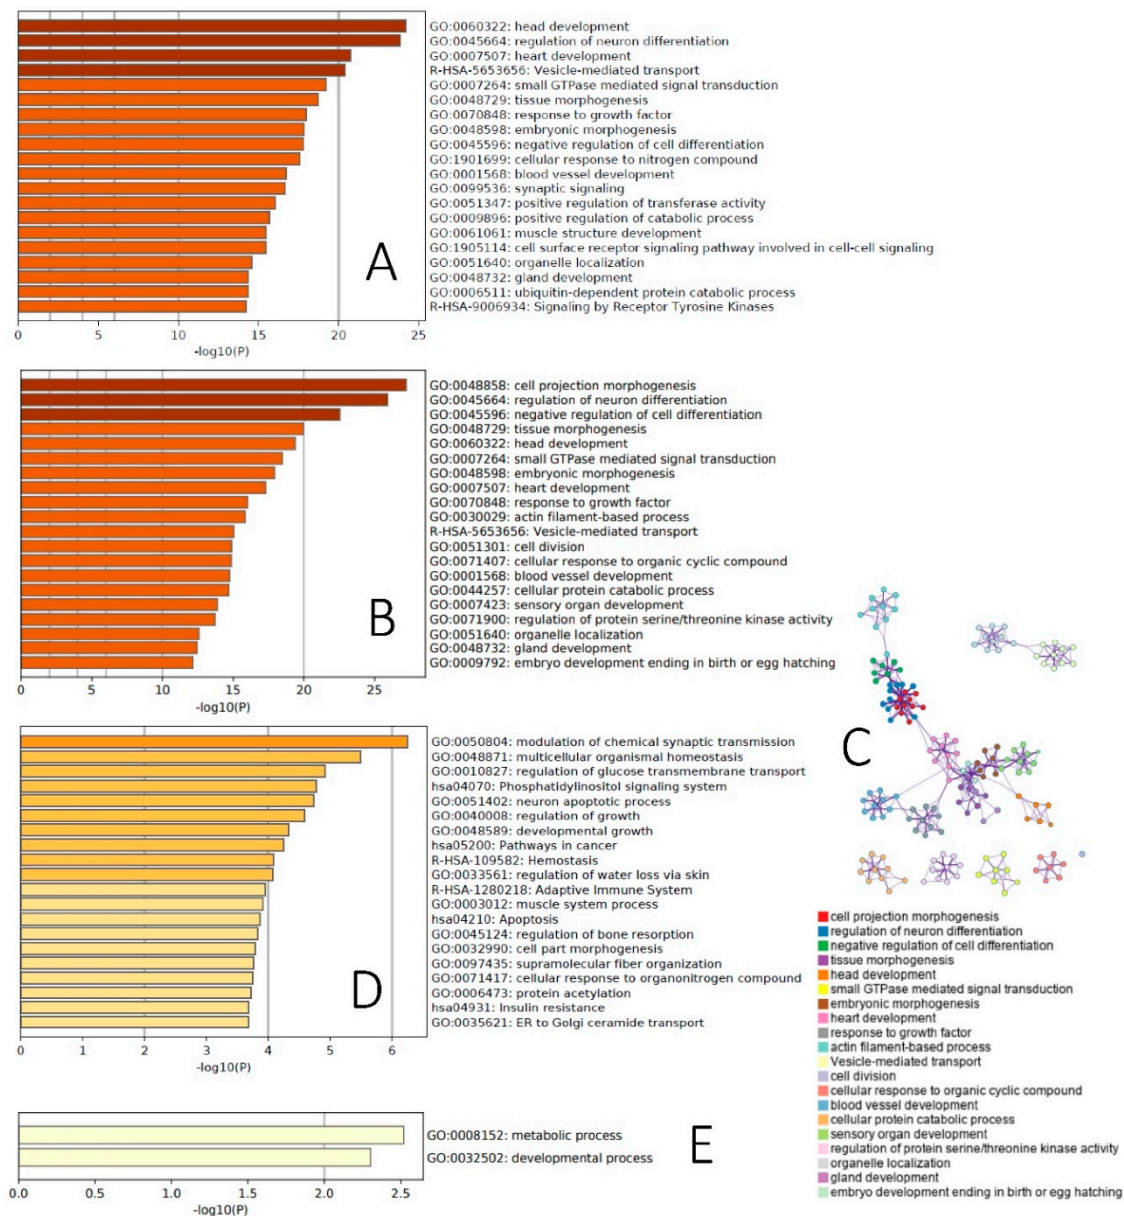 GO:0060322: head development
GO:0045664: regulation of neuron differentiation
GO:0007507: heart development
R-HSA-5653656: Vesicle-mediated transport
GO:0007264: small GTPase mediated signal transduction
GO:0048729: tissue morphogenesis
GO:0070848: response to growth factor
GO:0048598: embryonic morphogenesis
GO:0045596: negative regulation of cell differentiation
GO:1901699: cellular response to nitrogen compound
GO:0001568: blood vessel development
GO:0099536: synaptic signaling
GO:0051347: positive regulation of transferase activity
GO:0009896: positive regulation of catabolic process
GO:0061061: muscle structure development
GO:1905114: cell surface receptor signaling pathway involved in cell-cell signaling
GO:0051640: organelle localization
GO:0048732: gland development
GO:0006511: ubiquitin-dependent protein catabolic process
R-HSA-9006934: Signaling by Receptor Tyrosine Kinases
A
0 5 10 15 20 25
-log10(P)
GO:0048858: cell projection morphogenesis
GO:0045664: regulation of neuron differentiation
GO:0045596: negative regulation of cell differentiation
GO:0048729: tissue morphogenesis
GO:0060322: head development
GO:0007264: small GTPase mediated signal transduction
GO:0048598: embryonic morphogenesis
GO:0007507: heart development
GO:0070848: response to growth factor
GO:0030029: actin filament-based process
R-HSA-5653656: Vesicle-mediated transport
GO:0051301: cell division
GO:0071407: cellular response to organic cyclic compound
GO:0001568: blood vessel development
GO:0044257: cellular protein catabolic process
GO:0007423: sensory organ development
GO:0071900: regulation of protein serine/threonine kinase activity
GO:0051640: organelle localization
GO:0048732: gland development
GO:0009792: embryo development ending in birth or egg hatching
B
0 5 10 15 20 25
-log10(P)
C
cell projection morphogenesis
regulation of neuron differentiation
negative regulation of cell differentiation
tissue morphogenesis
head development
small GTPase mediated signal transduction
embryonic morphogenesis
heart development
response to growth factor
actin filament-based process
Vesicle-mediated transport
cell division
cellular response to organic cyclic compound
blood vessel development
cellular protein catabolic process
sensory organ development
regulation of protein serine/threonine kinase activity
organelle localization
gland development
embryo development ending in birth or egg hatching
GO:0050804: modulation of chemical synaptic transmission
GO:0048871: multicellular organismal homeostasis
GO:0010827: regulation of glucose transmembrane transport
hsa04070: Phosphatidylinositol signaling system
GO:0051402: neuron apoptotic process
GO:0040008: regulation of growth
GO:0048589: developmental growth
hsa05200: Pathways in cancer
R-HSA-109582: Hemostasis
GO:0033561: regulation of water loss via skin
R-HSA-1280218: Adaptive Immune System
GO:0003012: muscle system process
hsa04210: Apoptosis
GO:0045124: regulation of bone resorption
GO:0032990: cell part morphogenesis
GO:0097435: supramolecular fiber organization
GO:0071417: cellular response to organonitrogen compound
GO:0006473: protein acetylation
hsa04931: Insulin resistance
GO:0035621: ER to Golgi ceramide transport
D
0 1 2 3 4 5 6
-log10(P)
GO:0008152: metabolic process
GO:0032502: developmental process
E
0.0 0.5 1.0 1.5 2.0 2.5
-log10(P)